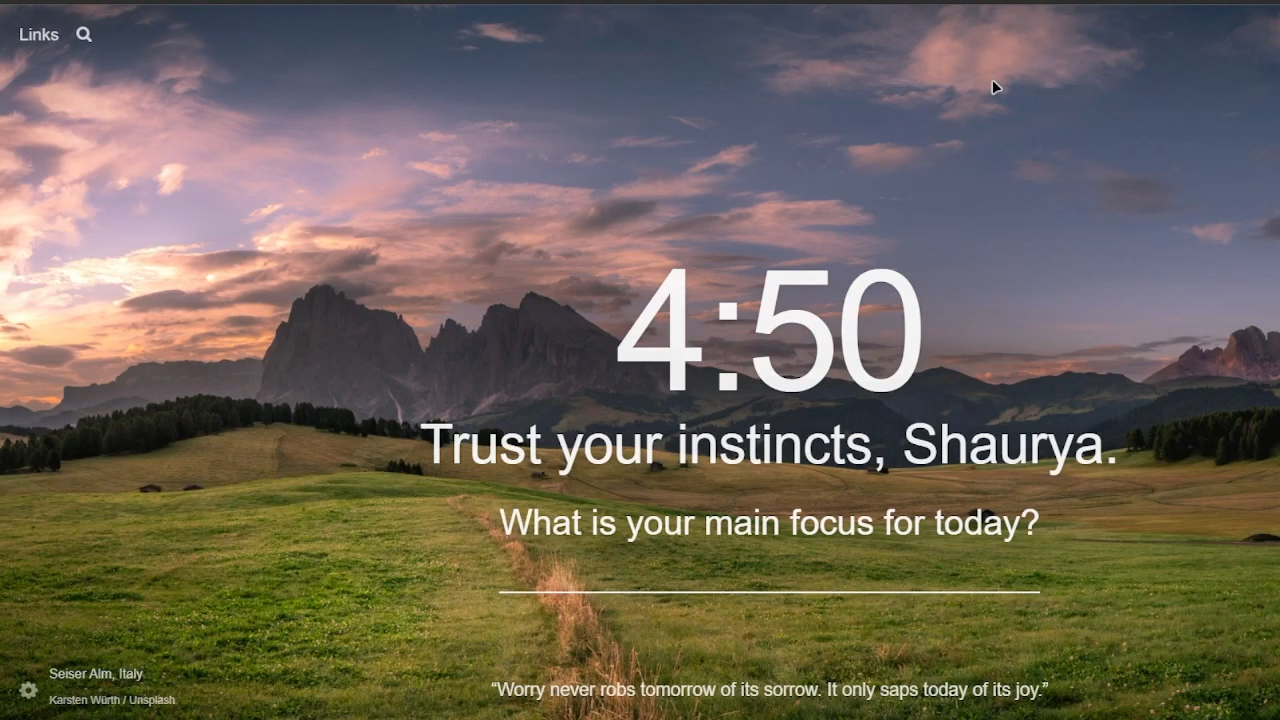 Links
4:50
Trust your instincts, Shaurya.
What is your main focus for today?
Seiser Alm, Italy
Karsten Würth / Unsplash
“Worry never robs tomorrow of its sorrow. It only saps today of its joy.”